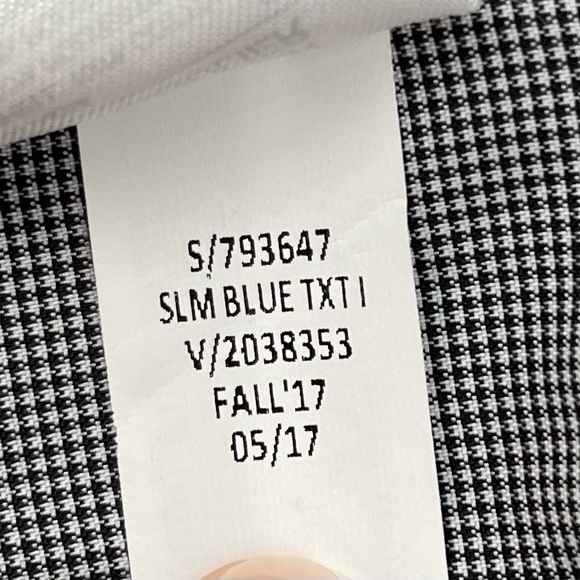 S/793647
SLM BLUE TXT I
V/2038353
FALL'17
05/17